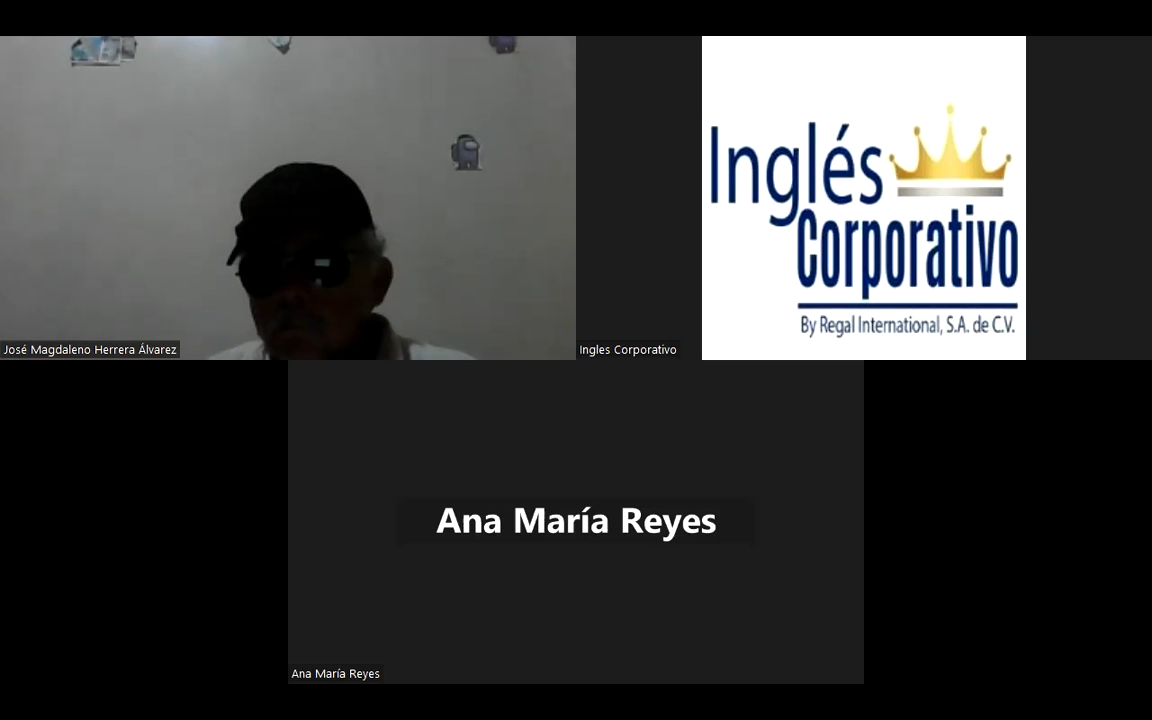 Inglés
Corporativo
By Regal International, S.A. de C.V.
José Magdaleno Herrera Álvarez
Ingles Corporativo
Ana María Reyes
Ana María Reyes